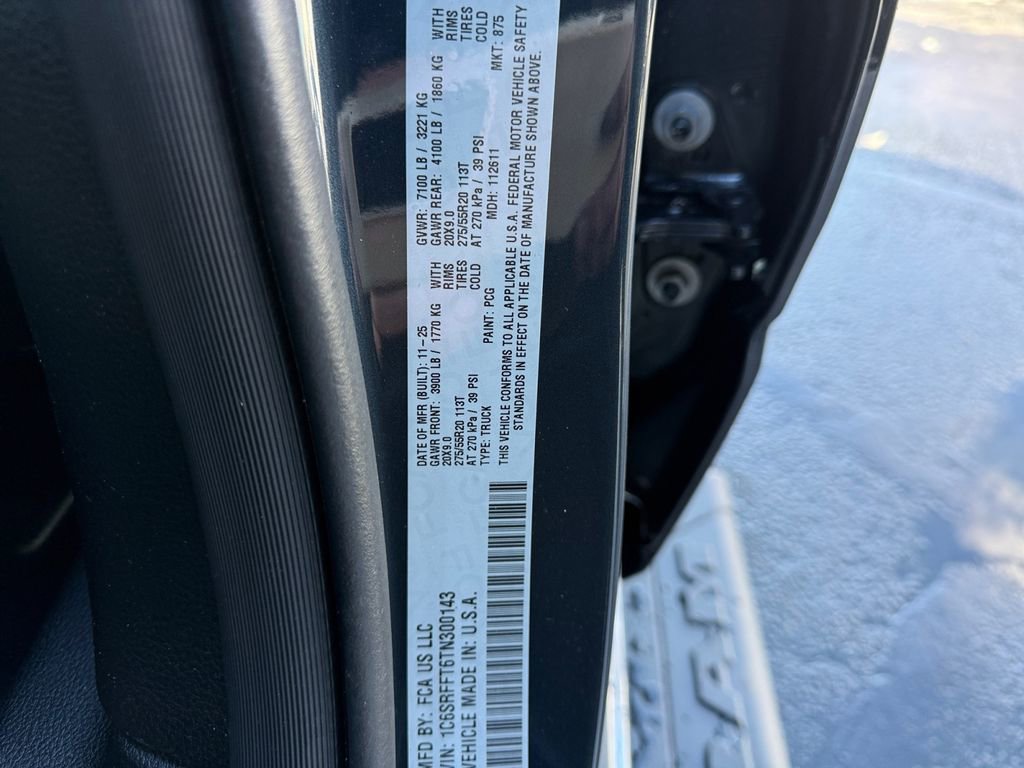 MFD BY: FCA US LLC
VIN: 1C6SRFFT6TN300143
VEHICLE MADE IN: U.S.A.
DATE OF MFR (BUILT): 11-25 GVWR: 7100 LB / 3221 KG
GAWR FRONT: 3900 LB / 1770 KG WITH GAWR REAR: 4100 LB / 1860 KG WITH
20X9.0 RIMS 20X9.0 RIMS
275/55R20 113T TIRES 275/55R20 113T TIRES
AT 270 kPa / 39 PSI COLD AT 270 kPa / 39 PSI COLD
TYPE: TRUCK PAINT: PCG MDH: 112611 MKT: 875
THIS VEHICLE CONFORMS TO ALL APPLICABLE U.S.A. FEDERAL MOTOR VEHICLE SAFETY
STANDARDS IN EFFECT ON THE DATE OF MANUFACTURE SHOWN ABOVE.